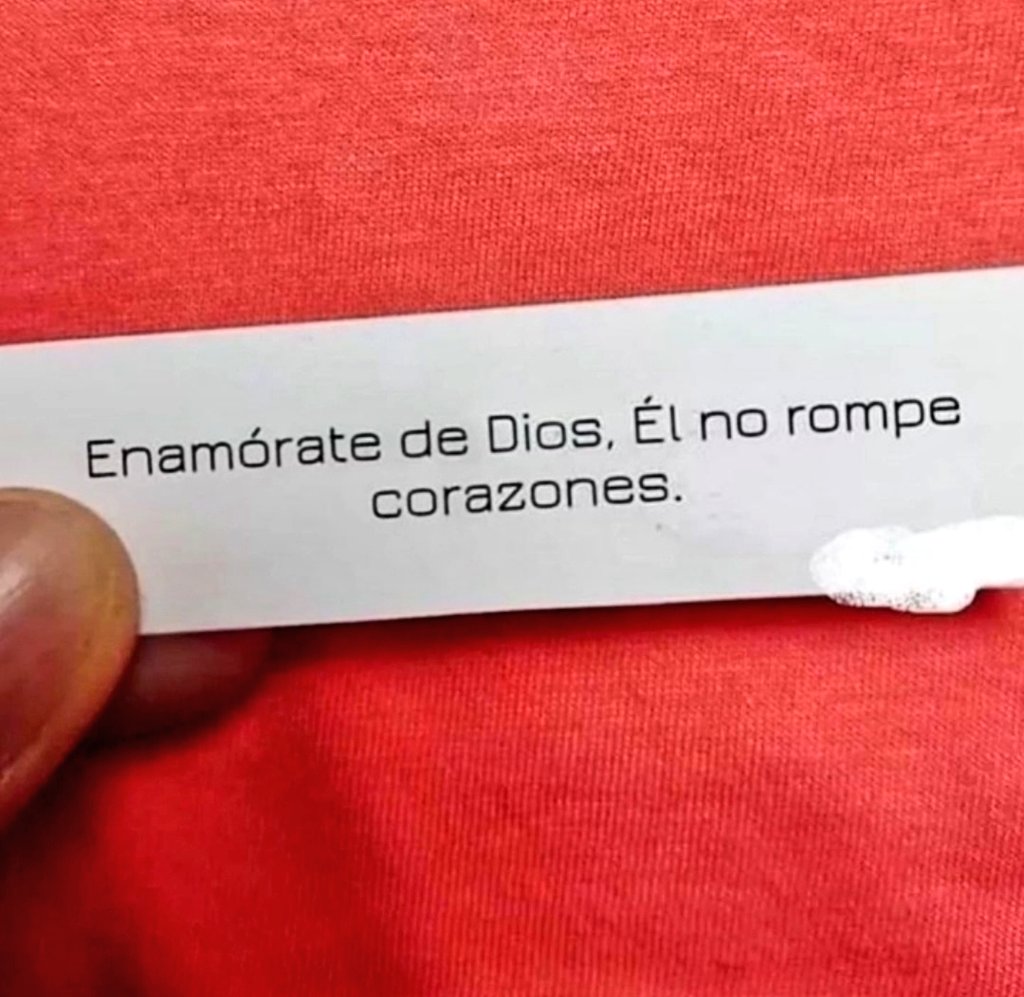 Enamórate de Dios, Él no rompe
corazones.